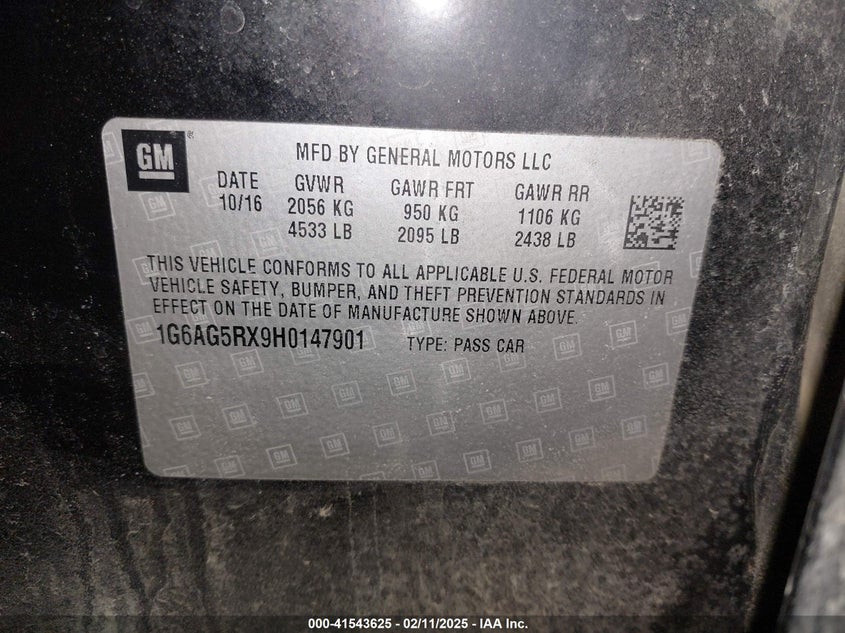 GM
MFD BY GENERAL MOTORS LLC
DATE GVWR GAWR FRT GAWR RR
10/16 2056 KG 950 KG 1106 KG
4533 LB 2095 LB 2438 LB
THIS VEHICLE CONFORMS TO ALL APPLICABLE U.S. FEDERAL MOTOR
VEHICLE SAFETY, BUMPER, AND THEFT PREVENTION STANDARDS IN
EFFECT ON THE DATE OF MANUFACTURE SHOWN ABOVE.
1G6AG5RX9H0147901 TYPE: PASS CAR
000-41543625 - 02/11/2025 - IAA Inc.